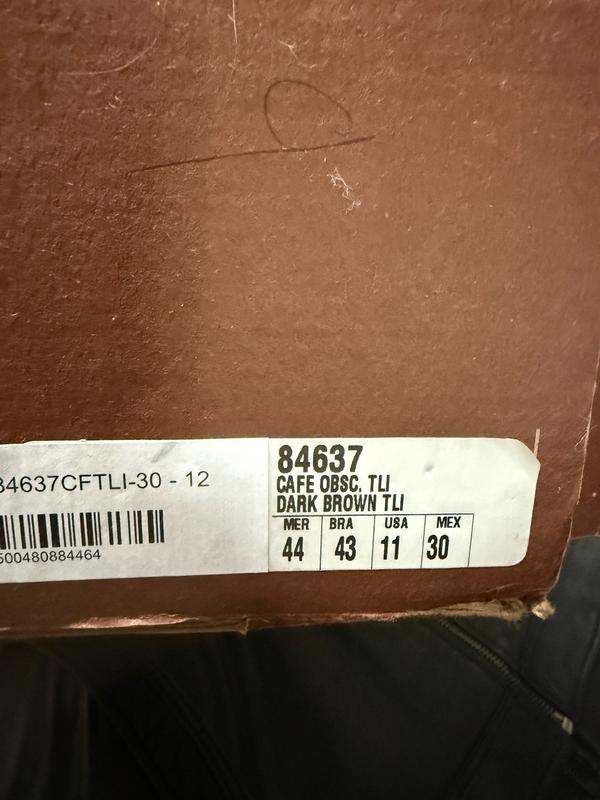 84637CFTLI-30 - 12
500480884464
84637
CAFE OBSC. TLI
DARK BROWN TLI
MER BRA USA MEX
44 43 11 30